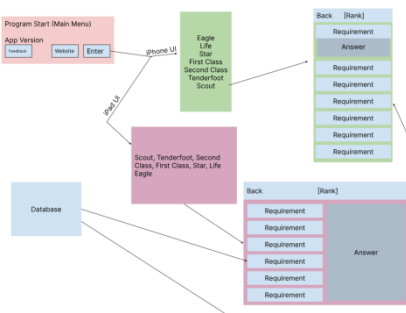 Program Start (Main Menu)
App Version
Feedback
Website
Enter
iPhone UI
iPad UI
Eagle
Life
Star
First Class
Second Class
Tenderfoot
Scout
Back [Rank]
Requirement
Answer
Requirement
Requirement
Requirement
Requirement
Requirement
Requirement
Scout, Tenderfoot, Second
Class, First Class, Star, Life
Eagle
Database
Back [Rank]
Requirement
Requirement
Requirement
Requirement
Requirement
Requirement
Answer